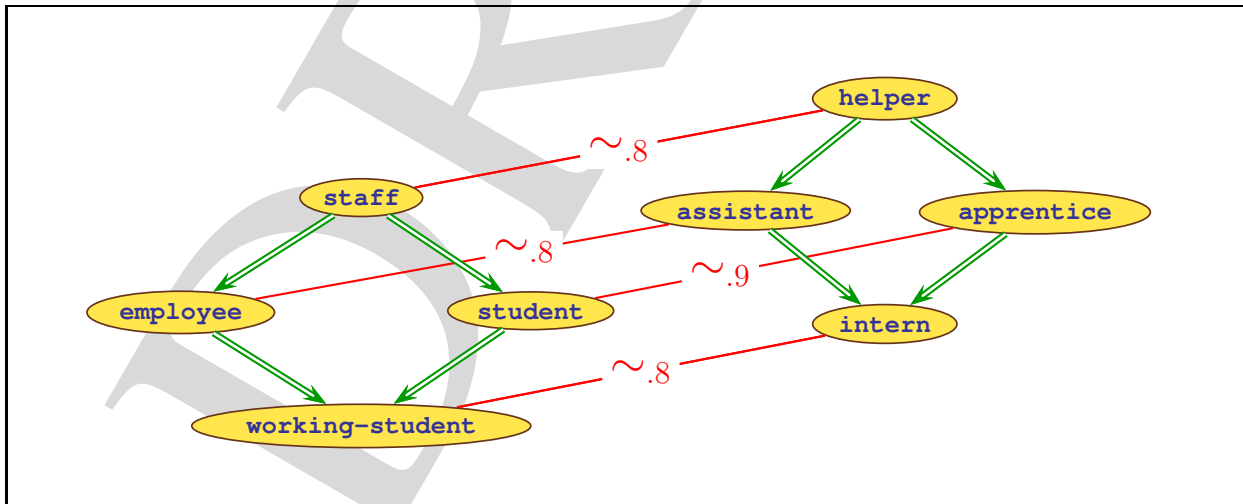 helper
∼.8
staff
assistant
apprentice
∼.8
∼.9
employee
student
intern
∼.8
working-student